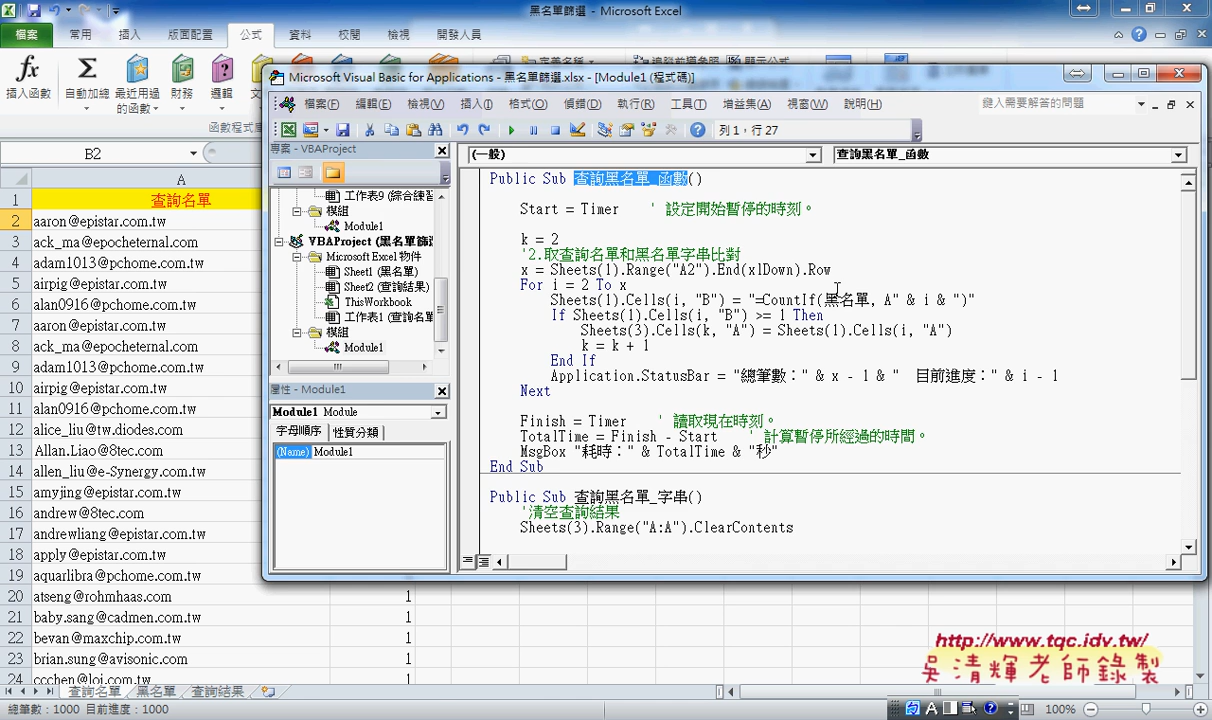 黑名單篩選 - Microsoft Excel
檔案 常用 插入 版面配置 公式 資料 校閱 檢視 開發人員
插入函數 自動加總 最近用過的函數 財務 邏輯
函數程式庫
Microsoft Visual Basic for Applications - 黑名單篩選.xlsx - [Module1 (程式碼)]
檔案(F) 編輯(E) 檢視(V) 插入(I) 格式(O) 偵錯(D) 執行(R) 工具(T) 增益集(A) 視窗(W) 說明(H) 鍵入需要解答的問題
列 1，行 27
B2
專案 - VBAProject
(一般) 查詢黑名單_函數
工作表9 (綜合練習
模組
Module1
VBAProject (黑名單篩
Microsoft Excel 物件
Sheet1 (黑名單)
Sheet2 (查詢結果)
ThisWorkbook
工作表1 (查詢名單
模組
Module1
屬性 - Module1
Module1 Module
字母順序 性質分類
(Name) Module1
Public Sub 查詢黑名單_函數()
Start = Timer ' 設定開始暫停的時刻。
k = 2
'2.取查詢名單和黑名單字串比對
x = Sheets(1).Range("A2").End(xlDown).Row
For i = 2 To x
Sheets(1).Cells(i, "B") = "=CountIf(黑名單, A" & i & ")"
If Sheets(1).Cells(i, "B") >= 1 Then
Sheets(3).Cells(k, "A") = Sheets(1).Cells(i, "A")
k = k + 1
End If
Application.StatusBar = "總筆數：" & x - 1 & " 目前進度：" & i - 1
Next
Finish = Timer ' 讀取現在時刻。
TotalTime = Finish - Start ' 計算暫停所經過的時間。
MsgBox "耗時：" & TotalTime & "秒"
End Sub
Public Sub 查詢黑名單_字串()
'清空查詢結果
Sheets(3).Range("A:A").ClearContents
A
1 查詢名單
2 aaron@epistar.com.tw
3 ack_ma@epocheternal.com
4 adam1013@pchome.com.tw
5 airpig@epistar.com.tw
6 alan0916@pchome.com.tw
7 aaron@epistar.com.tw
8 ack_ma@epocheternal.com
9 adam1013@pchome.com.tw
10 airpig@epistar.com.tw
11 alan0916@pchome.com.tw
12 alice_liu@tw.diodes.com
13 Allan.Liao@8tec.com
14 allen_liu@e-Synergy.com.tw
15 amyjing@epistar.com.tw
16 andrew@8tec.com
17 andrewliang@epistar.com.tw
18 apply@epistar.com.tw
19 aquarlibra@pchome.com.tw
20 atseng@rohmhaas.com 1
21 baby.sang@cadmen.com.tw 1
22 bevan@maxchip.com.tw 1
23 brian.sung@avisonic.com 1
24 ccchen@loi.com.tw 1
http://www.tqc.idv.tw/
吳清輝老師錄製
查詢名單 黑名單 查詢結果
總筆數：1000 目前進度：1000 100%